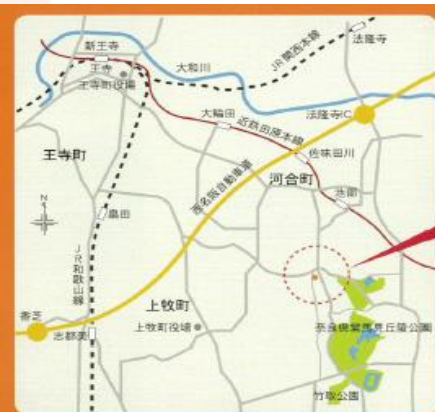 法隆寺
新王寺
JR関西本線
王寺
大和川
王寺町役場
大輪田
近鉄田原本線
法隆寺IC
王寺町
佐味田川
河合町
池部
西名阪自動車道
N
畠田
JR和歌山線
上牧町
香芝
志都美
上牧町役場
奈良県営馬見丘陵公園
竹取公園